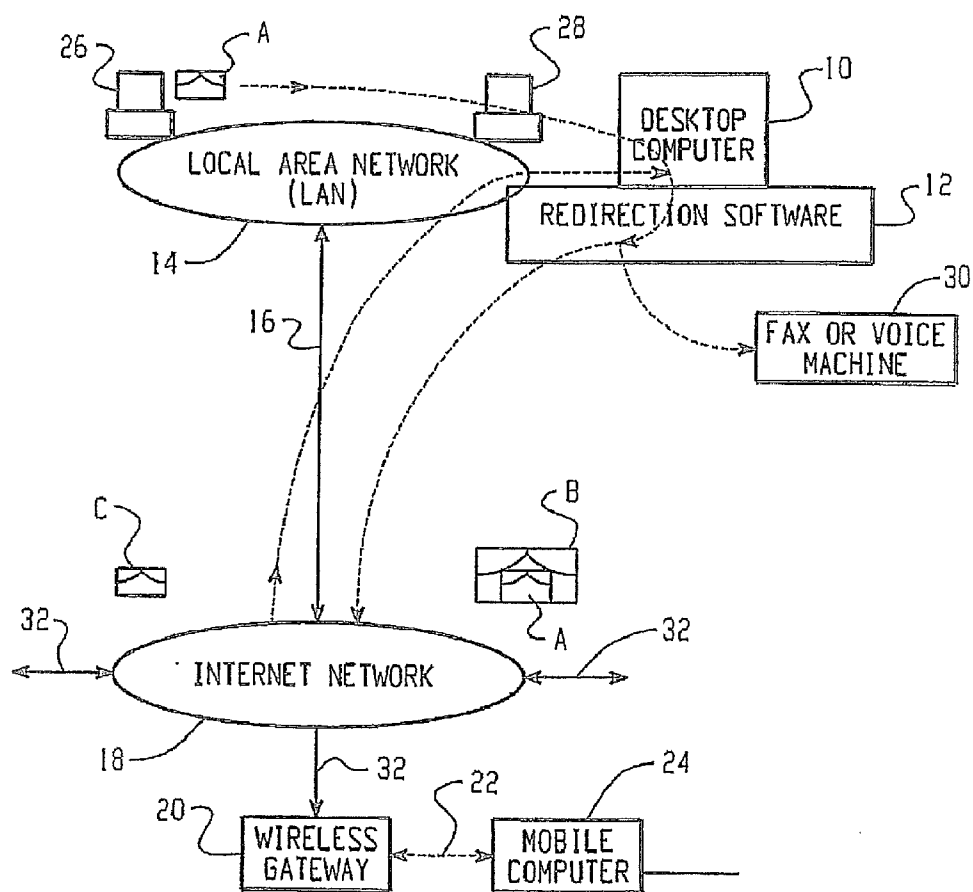 A
26
28
10
DESKTOP
COMPUTER
LOCAL AREA NETWORK
(LAN)
12
REDIRECTION SOFTWARE
14
30
16
FAX OR VOICE
MACHINE
C
B
A
32
32
INTERNET NETWORK
18
32
22
24
20
WIRELESS
GATEWAY
MOBILE
COMPUTER